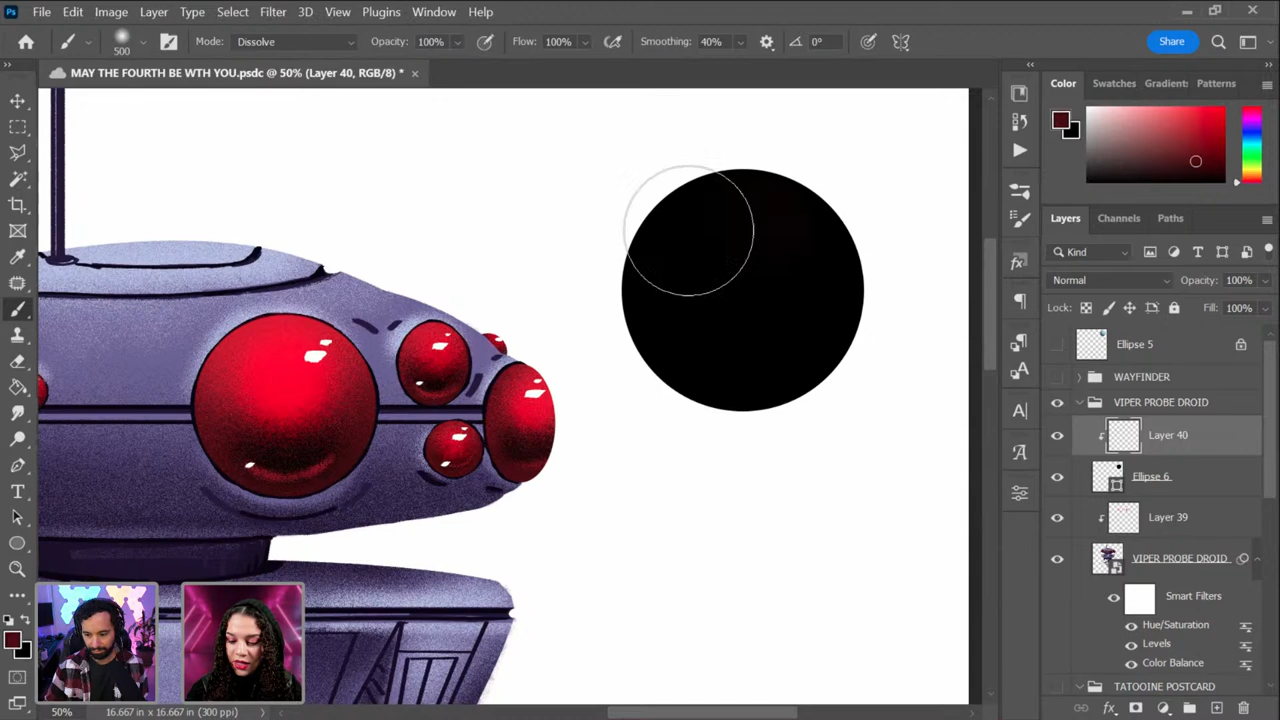 Ps File Edit Image Layer Type Select Filter 3D View Plugins Window Help
500 Mode: Dissolve Opacity: 100% Flow: 100% Smoothing: 40% 0° Share
MAY THE FOURTH BE WTH YOU.psdc @ 50% (Layer 40, RGB/8) *
Color Swatches Gradient: Patterns
Layers Channels Paths
Kind
Normal Opacity: 100%
Lock: Fill: 100%
Ellipse 5
WAYFINDER
VIPER PROBE DROID
Layer 40
Ellipse 6
Layer 39
VIPER PROBE DROID
Smart Filters
Hue/Saturation
Levels
Color Balance
TATOOINE POSTCARD
50% 16.667 in x 16.667 in (300 ppi)